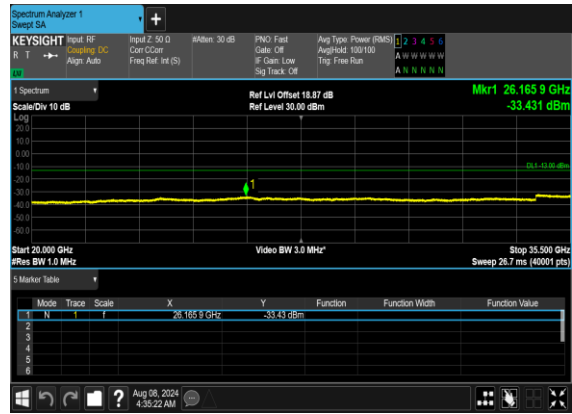 Spectrum Analyzer 1
Swept SA
KEYSIGHT Input: RF Input Z: 50 Ω #Atten: 30 dB PNO: Fast Avg Type: Power (RMS) 1 2 3 4 5 6
R T Coupling: DC Corr CCorr Gate: Off Avg|Hold: 100/100 A W W W W W
Align: Auto Freq Ref: Int (S) IF Gain: Low Trig: Free Run
Sig Track: Off A N N N N N
1 Spectrum Ref Lvl Offset 18.87 dB Mkr1 26.165 9 GHz
Scale/Div 10 dB Ref Level 30.00 dBm -33.431 dBm
Log
20.0
10.0
0.00
-10.0
DL1 -13.00 dBm
-20.0
1
-30.0
-40.0
-50.0
-60.0
Start 20.000 GHz Video BW 3.0 MHz* Stop 35.500 GHz
#Res BW 1.0 MHz Sweep 26.7 ms (40001 pts)
5 Marker Table
Mode Trace Scale X Y Function Function Width Function Value
1 N 1 f 26.165 9 GHz -33.43 dBm
2
3
4
5
6
? Aug 08, 2024
4:35:22 AM